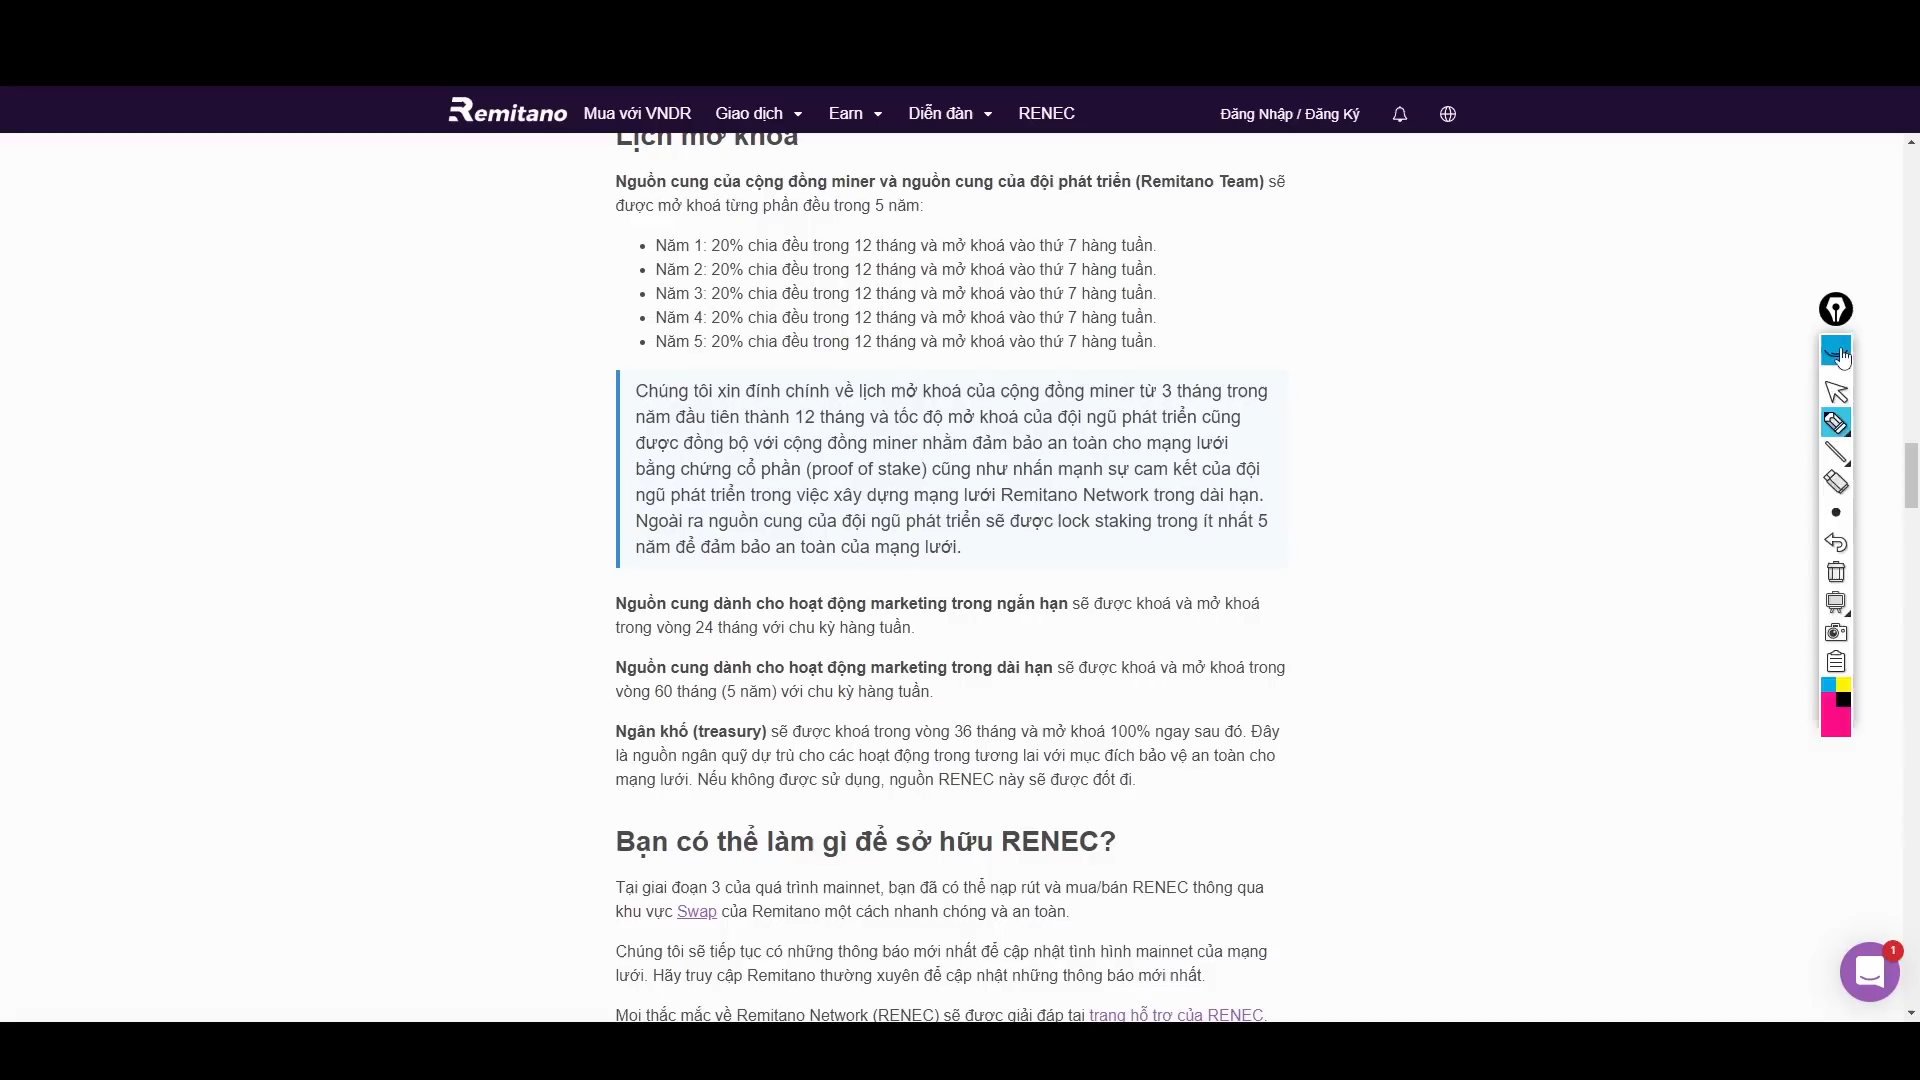 Remitano Mua với VNDR Giao dịch Earn Diễn đàn RENEC Đăng Nhập / Đăng Ký
Lịch mở khoá
Nguồn cung của cộng đồng miner và nguồn cung của đội phát triển (Remitano Team) sẽ
được mở khoá từng phần đều trong 5 năm:
Năm 1: 20% chia đều trong 12 tháng và mở khoá vào thứ 7 hàng tuần.
Năm 2: 20% chia đều trong 12 tháng và mở khoá vào thứ 7 hàng tuần.
Năm 3: 20% chia đều trong 12 tháng và mở khoá vào thứ 7 hàng tuần.
Năm 4: 20% chia đều trong 12 tháng và mở khoá vào thứ 7 hàng tuần.
Năm 5: 20% chia đều trong 12 tháng và mở khoá vào thứ 7 hàng tuần.
Chúng tôi xin đính chính về lịch mở khoá của cộng đồng miner từ 3 tháng trong
năm đầu tiên thành 12 tháng và tốc độ mở khoá của đội ngũ phát triển cũng
được đồng bộ với cộng đồng miner nhằm đảm bảo an toàn cho mạng lưới
bằng chứng cổ phần (proof of stake) cũng như nhấn mạnh sự cam kết của đội
ngũ phát triển trong việc xây dựng mạng lưới Remitano Network trong dài hạn.
Ngoài ra nguồn cung của đội ngũ phát triển sẽ được lock staking trong ít nhất 5
năm để đảm bảo an toàn của mạng lưới.
Nguồn cung dành cho hoạt động marketing trong ngắn hạn sẽ được khoá và mở khoá
trong vòng 24 tháng với chu kỳ hàng tuần.
Nguồn cung dành cho hoạt động marketing trong dài hạn sẽ được khoá và mở khoá trong
vòng 60 tháng (5 năm) với chu kỳ hàng tuần.
Ngân khố (treasury) sẽ được khoá trong vòng 36 tháng và mở khoá 100% ngay sau đó. Đây
là nguồn ngân quỹ dự trù cho các hoạt động trong tương lai với mục đích bảo vệ an toàn cho
mạng lưới. Nếu không được sử dụng, nguồn RENEC này sẽ được đốt đi.
Bạn có thể làm gì để sở hữu RENEC?
Tại giai đoạn 3 của quá trình mainnet, bạn đã có thể nạp rút và mua/bán RENEC thông qua
khu vực Swap của Remitano một cách nhanh chóng và an toàn.
Chúng tôi sẽ tiếp tục có những thông báo mới nhất để cập nhật tình hình mainnet của mạng
lưới. Hãy truy cập Remitano thường xuyên để cập nhật những thông báo mới nhất.
Mọi thắc mắc về Remitano Network (RENEC) sẽ được giải đáp tại trang hỗ trợ của RENEC.
1